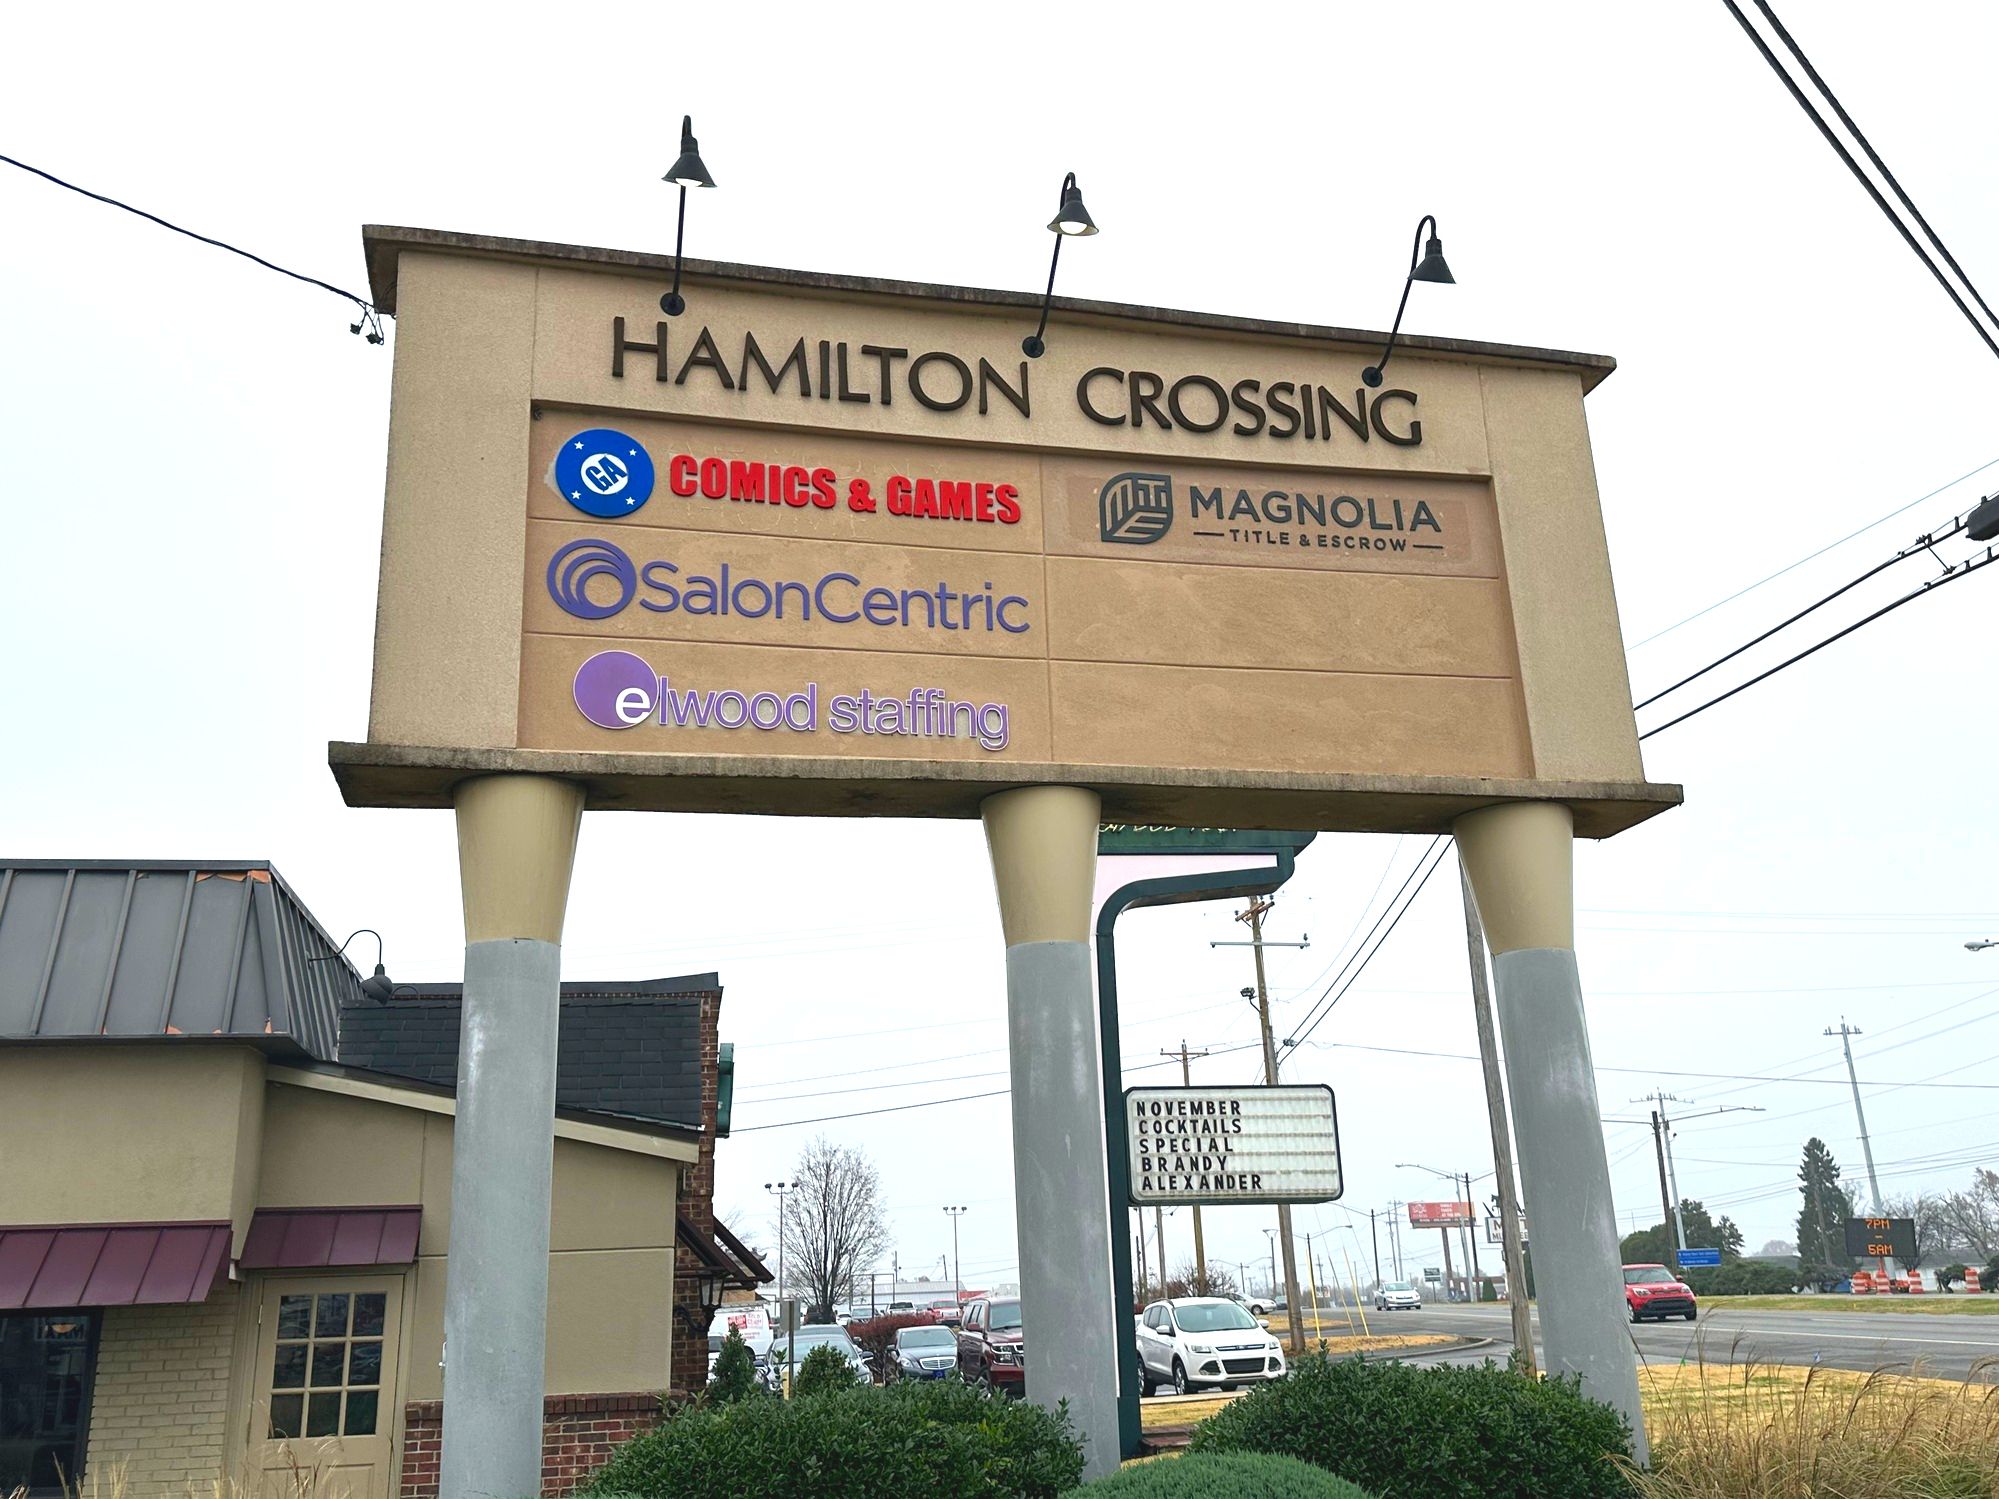 HAMILTON CROSSING
GA COMICS & GAMES
MAGNOLIA
TITLE & ESCROW
SalonCentric
elwood staffing
NOVEMBER
COCKTAILS
SPECIAL
BRANDY
ALEXANDER
7PM
-
5AM